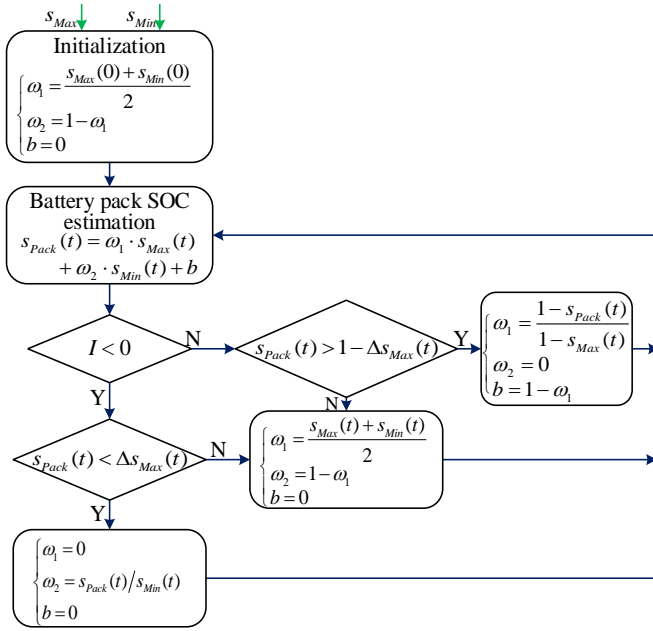 s_Max s_Min
Initialization
ω₁ = (s_Max(0) + s_Min(0)) / 2
ω₂ = 1 − ω₁
b = 0
Battery pack SOC
estimation
s_Pack(t) = ω₁ · s_Max(t)
+ ω₂ · s_Min(t) + b
I < 0
N
s_Pack(t) > 1 − Δs_Max(t)
Y
ω₁ = (1 − s_Pack(t)) / (1 − s_Max(t))
ω₂ = 0
b = 1 − ω₁
Y
N
s_Pack(t) < Δs_Max(t)
N
ω₁ = (s_Max(t) + s_Min(t)) / 2
ω₂ = 1 − ω₁
b = 0
Y
ω₁ = 0
ω₂ = s_Pack(t)/s_Min(t)
b = 0